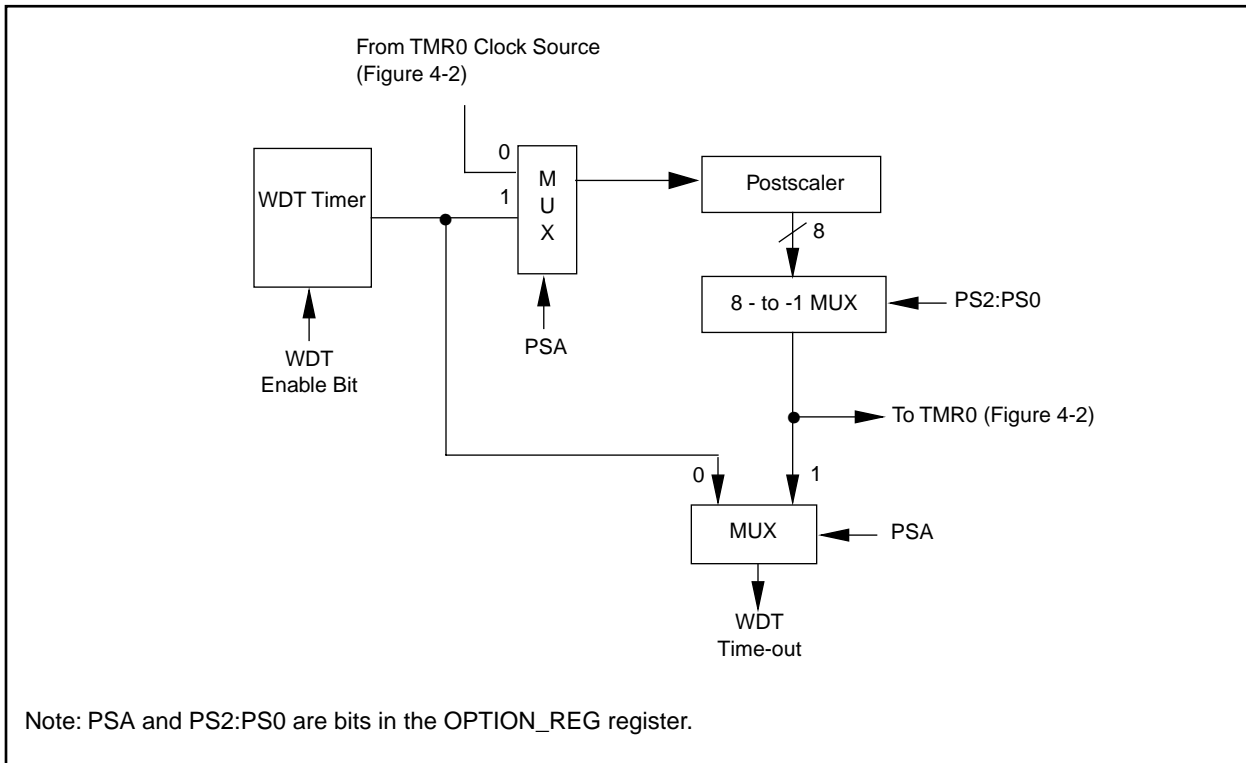 From TMR0 Clock Source
(Figure 4-2)
0
1
M
U
X
WDT Timer
Postscaler
8
8 - to -1 MUX
PS2:PS0
PSA
WDT
Enable Bit
To TMR0 (Figure 4-2)
0
1
MUX
PSA
WDT
Time-out
Note: PSA and PS2:PS0 are bits in the OPTION_REG register.